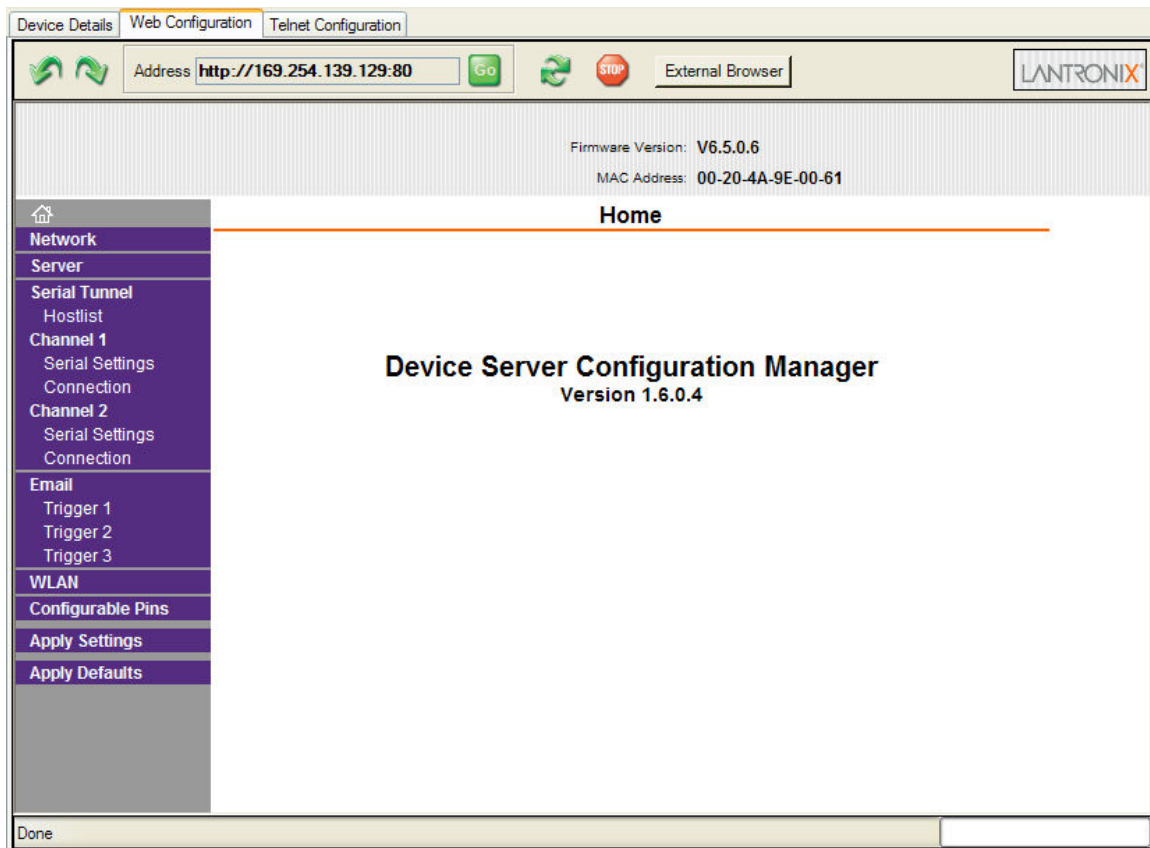 Device Details Web Configuration Telnet Configuration
Address http://169.254.139.129:80 Go STOP External Browser LANTRONIX
Firmware Version: V6.5.0.6
MAC Address: 00-20-4A-9E-00-61
Home
Network
Server
Serial Tunnel
Hostlist
Channel 1
Serial Settings
Connection
Channel 2
Serial Settings
Connection
Email
Trigger 1
Trigger 2
Trigger 3
WLAN
Configurable Pins
Apply Settings
Apply Defaults
Device Server Configuration Manager
Version 1.6.0.4
Done